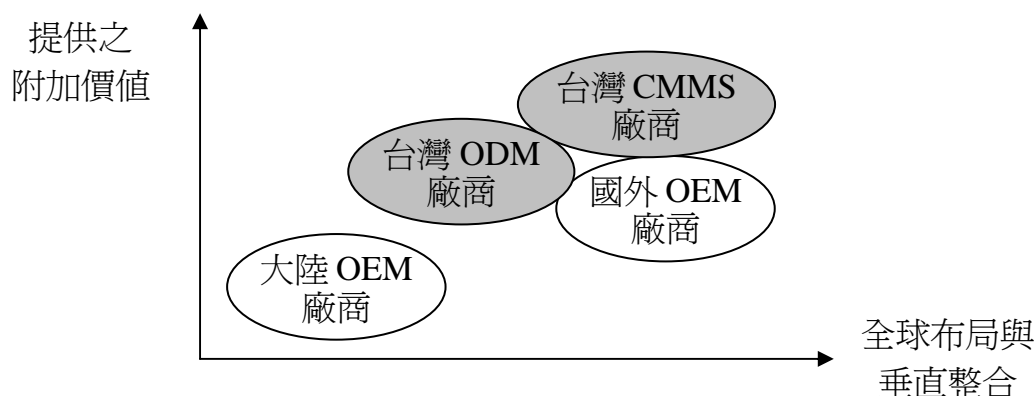 提供之
附加價值
台灣 CMMS
廠商
台灣 ODM
廠商
國外 OEM
廠商
大陸 OEM
廠商
全球布局與
垂直整合